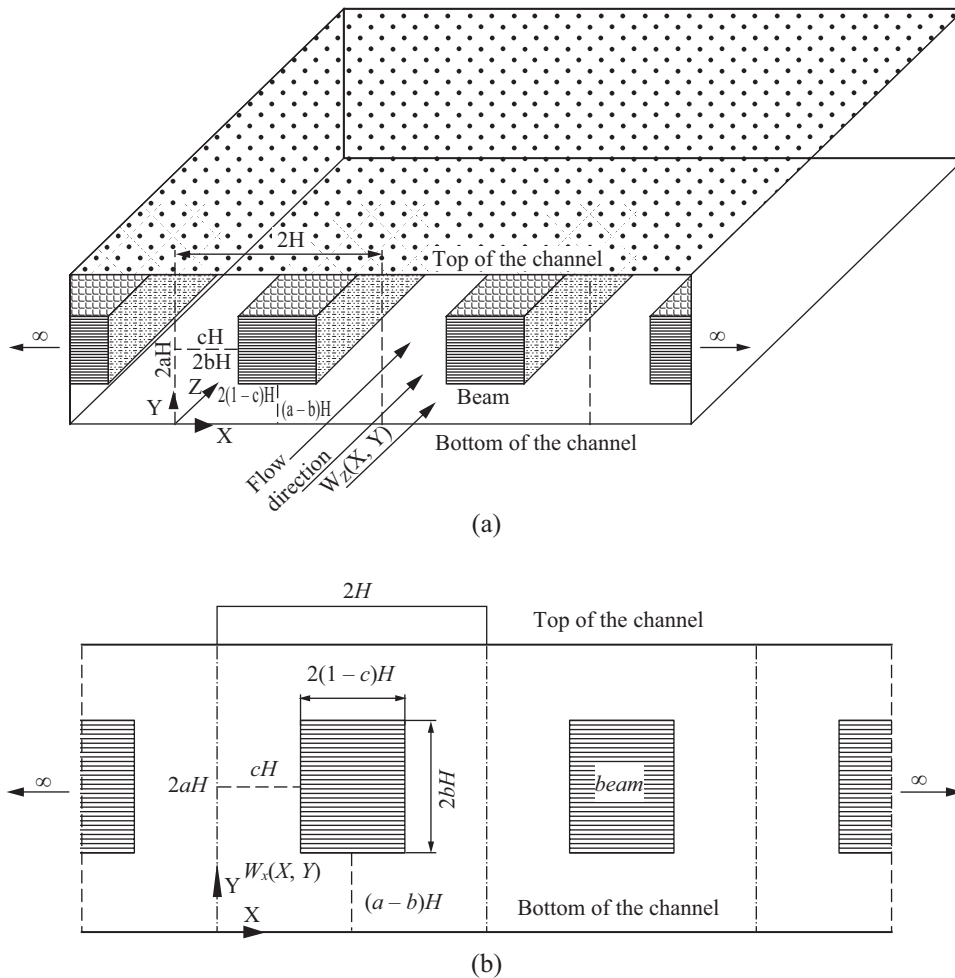 2H
Top of the channel
∞
2aH
cH
2bH
∞
Z
2(1–c)H
(a – b)H
Beam
Y
X
Bottom of the channel
Flow
direction
W_Z(X, Y)
(a)
2H
Top of the channel
2(1 – c)H
∞
2aH
cH
2bH
beam
∞
Y
W_x(X, Y)
(a – b)H
X
Bottom of the channel
(b)